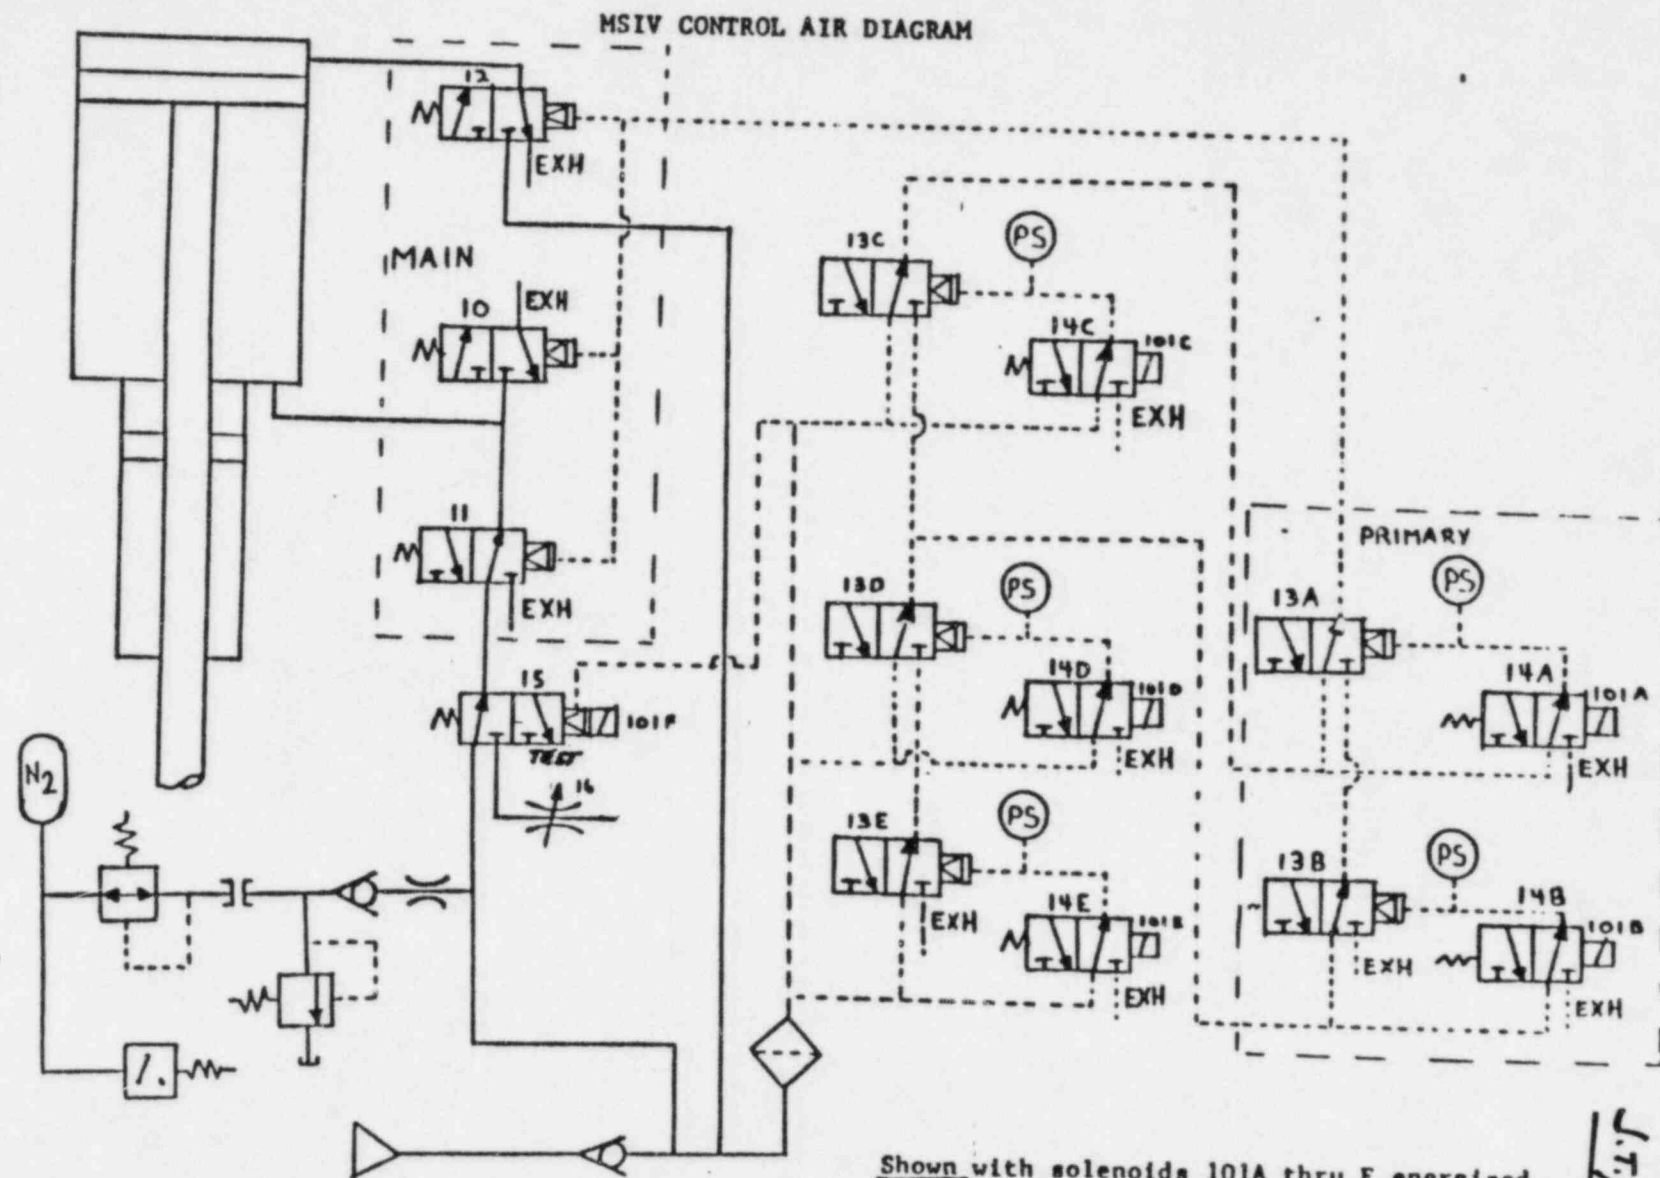 MSIV CONTROL AIR DIAGRAM
12
EXH
MAIN
EXH
10
11
EXH
15
101F
TEST
16
N2
13C
PS
14C
101C
EXH
13D
PS
14D
101D
EXH
13E
PS
14E
EXH
EXH
PRIMARY
PS
13A
14A
101A
EXH
PS
13B
14B
101B
EXH
EXH
Shown with solenoids 101A thru E energized
J.T.